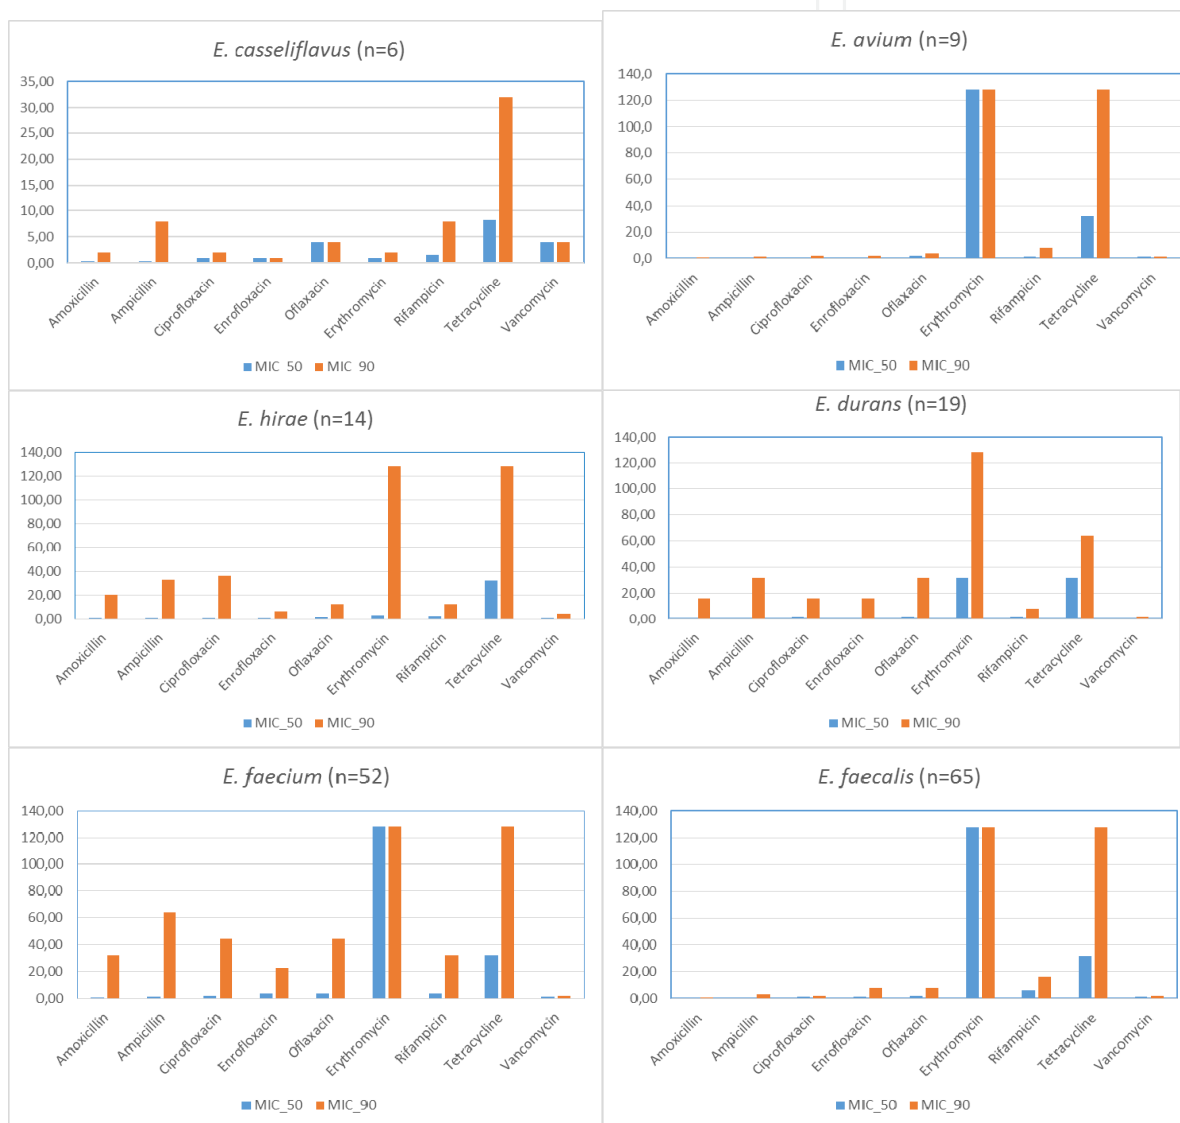 E. casseliflavus (n=6)
35,00
30,00
25,00
20,00
15,00
10,00
5,00
0,00
Amoxicillin
Ampicillin
Ciprofloxacin
Enrofloxacin
Oflaxacin
Erythromycin
Rifampicin
Tetracycline
Vancomycin
MIC_50 MIC_90
E. avium (n=9)
140,0
120,0
100,0
80,0
60,0
40,0
20,0
0,0
Amoxicillin
Ampicillin
Ciprofloxacin
Enrofloxacin
Oflaxacin
Erythromycin
Rifampicin
Tetracycline
Vancomycin
MIC_50 MIC_90
E. hirae (n=14)
140,00
120,00
100,00
80,00
60,00
40,00
20,00
0,00
Amoxicillin
Ampicillin
Ciprofloxacin
Enrofloxacin
Oflaxacin
Erythromycin
Rifampicin
Tetracycline
Vancomycin
MIC_50 MIC_90
E. durans (n=19)
140,00
120,00
100,00
80,00
60,00
40,00
20,00
0,00
Amoxicillin
Ampicillin
Ciprofloxacin
Enrofloxacin
Oflaxacin
Erythromycin
Rifampicin
Tetracycline
Vancomycin
MIC_50 MIC_90
E. faecium (n=52)
140,00
120,00
100,00
80,00
60,00
40,00
20,00
0,00
Amoxicillin
Ampicillin
Ciprofloxacin
Enrofloxacin
Oflaxacin
Erythromycin
Rifampicin
Tetracycline
Vancomycin
MIC_50 MIC_90
E. faecalis (n=65)
140,00
120,00
100,00
80,00
60,00
40,00
20,00
0,00
Amoxicillin
Ampicillin
Ciprofloxacin
Enrofloxacin
Oflaxacin
Erythromycin
Rifampicin
Tetracycline
Vancomycin
MIC_50 MIC_90